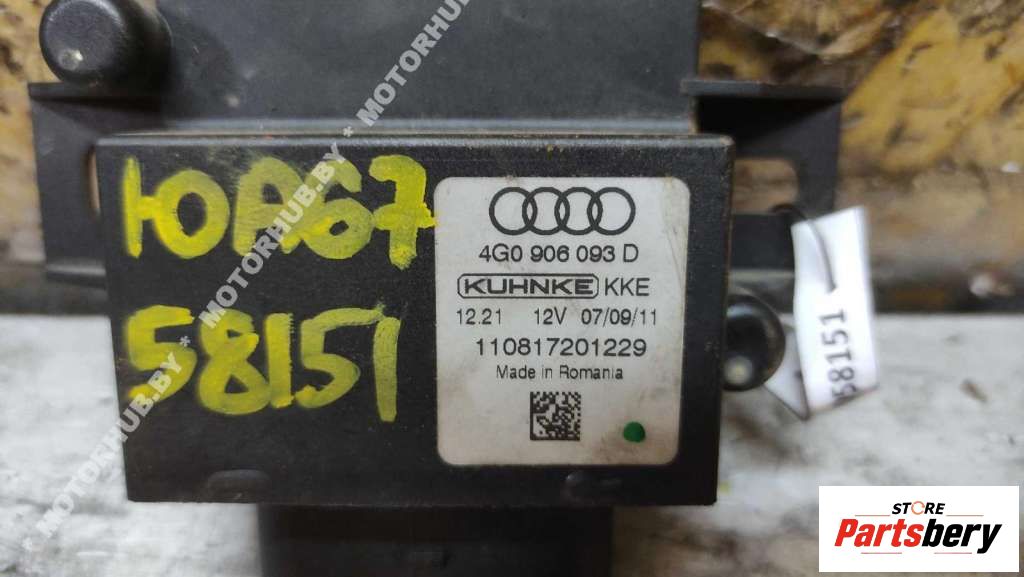 ЮА67
58151
4G0 906 093 D
KUHNKE KKE
12.21 12V 07/09/11
110817201229
Made in Romania
58151
MOTORHUB.BY * MOTORHUB.BY * MOTORHUB.BY * MOTORHUB
STORE
Partsbery